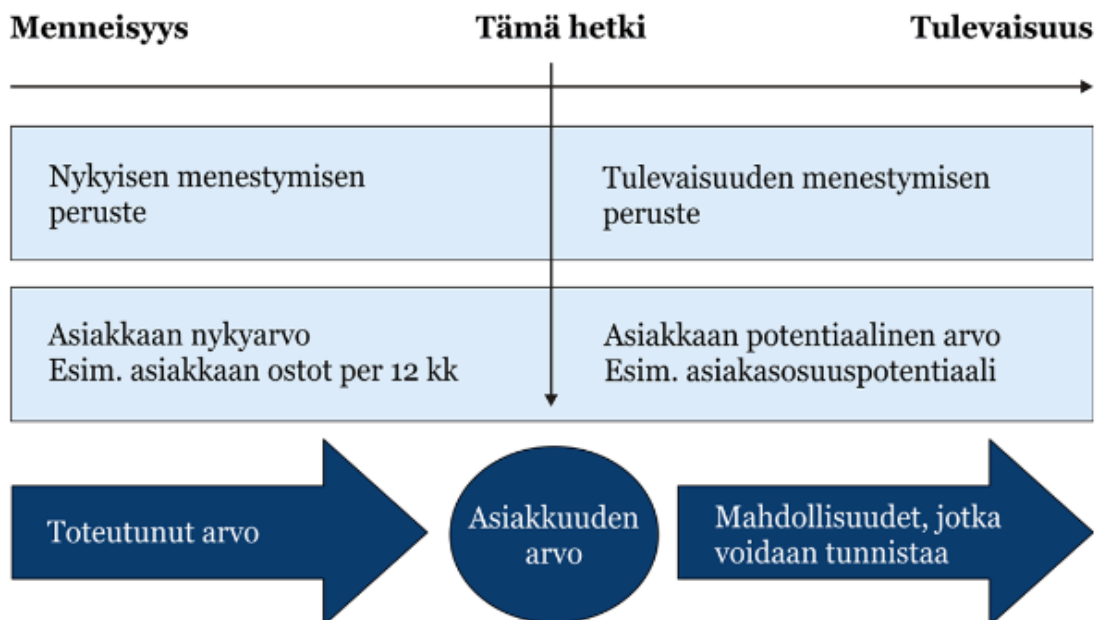 Menneisyys
Tämä hetki
Tulevaisuus
Nykyisen menestymisen
peruste
Tulevaisuuden menestymisen
peruste
Asiakkaan nykyarvo
Esim. asiakkaan ostot per 12 kk
Asiakkaan potentiaalinen arvo
Esim. asiakasosuuspotentiaali
Toteutunut arvo
Asiakkuuden
arvo
Mahdollisuudet, jotka
voidaan tunnistaa